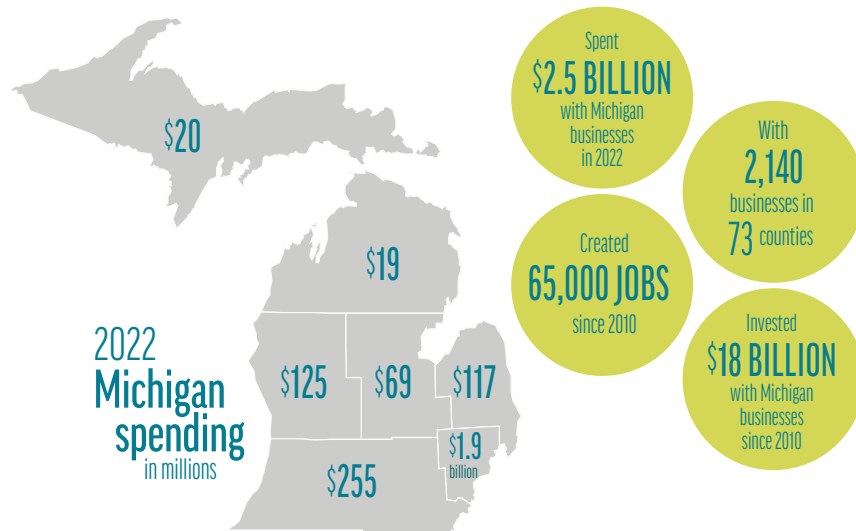 $20
$19
$125
$69
$117
$1.9
billion
$255
2022
Michigan
spending
in millions
Spent
$2.5 BILLION
with Michigan
businesses
in 2022
With
2,140
businesses in
73 counties
Created
65,000 JOBS
since 2010
Invested
$18 BILLION
with Michigan
businesses
since 2010